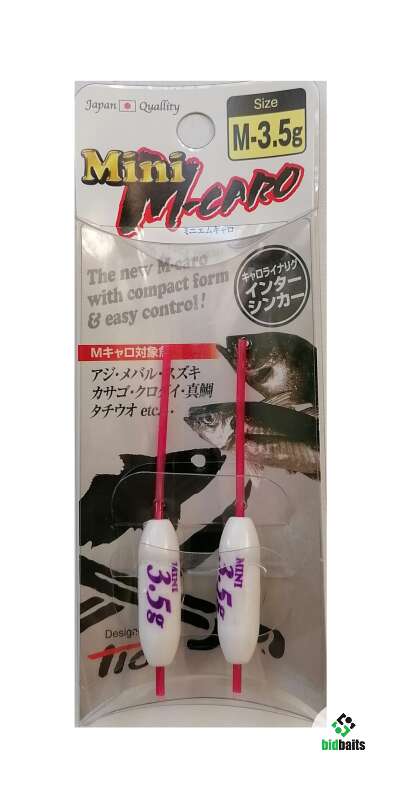 Japan Quallity
Size
M-3.5g
Mini
M-CARO
ミニエムキャロ
The new M-caro
with compact form
& easy control!
キャロライナリグ
インター
シンカー
Mキャロ対象魚
アジ・メバル・スズキ
カサゴ・クロダイ・真鯛
タチウオ etc...
MINI
3.5g
MINI
3.5g
Design
bidbaits